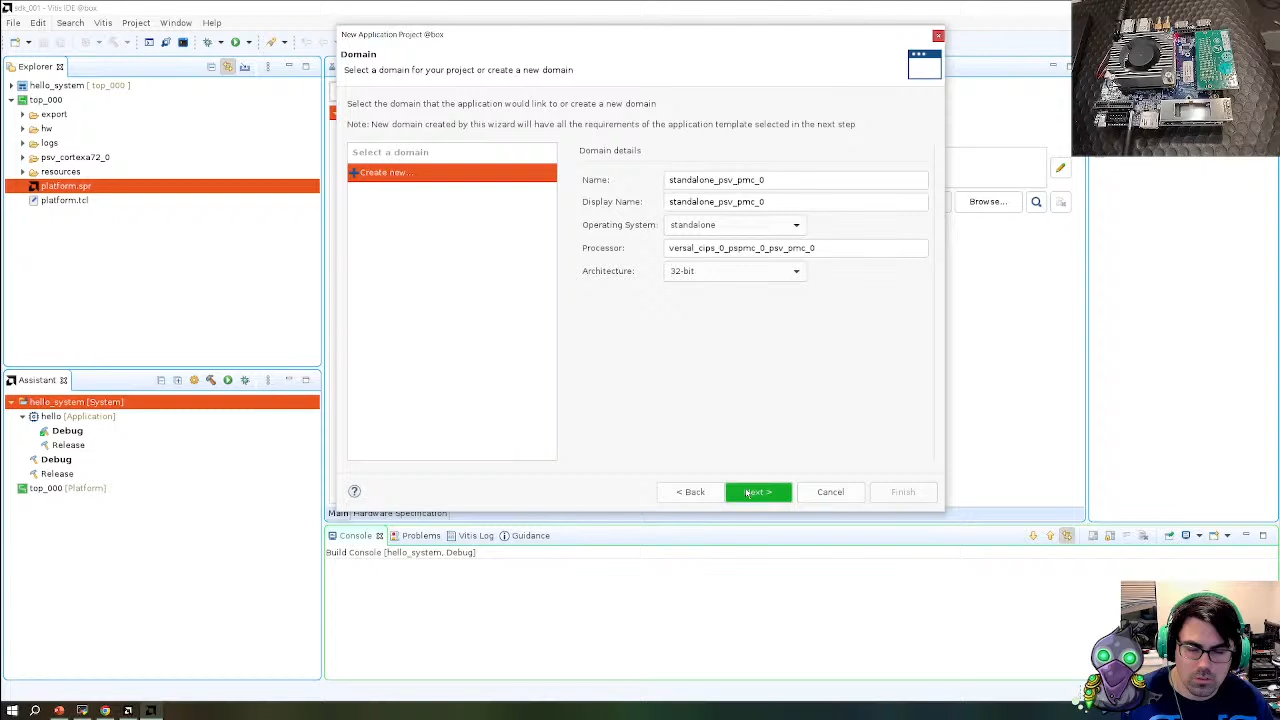 sdk_001 - Vitis IDE @box
File Edit Search Vitis Project Window Help
Explorer
hello_system [ top_000 ]
top_000
export
hw
logs
psv_cortexa72_0
resources
platform.spr
platform.tcl
New Application Project @box
Domain
Select a domain for your project or create a new domain
Select the domain that the application would link to or create a new domain
Note: New domain created by this wizard will have all the requirements of the application template selected in the next step
Select a domain
Create new...
Domain details
Name: standalone_psv_pmc_0
Display Name: standalone_psv_pmc_0
Operating System: standalone
Processor: versal_cips_0_pspmc_0_psv_pmc_0
Architecture: 32-bit
Browse...
< Back
Next >
Cancel
Finish
Assistant
hello_system [System]
hello [Application]
Debug
Release
Debug
Release
top_000 [Platform]
Main Hardware Specification
Console Problems Vitis Log Guidance
Build Console [hello_system, Debug]